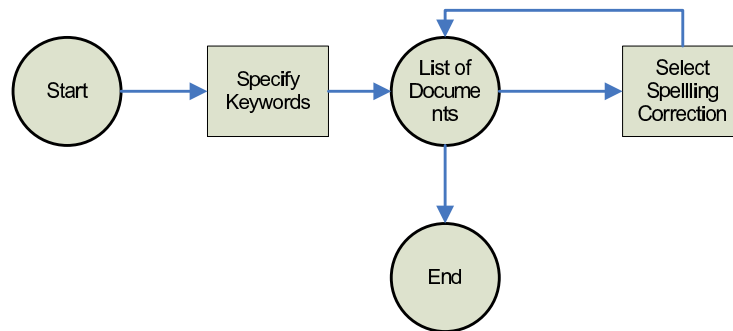 Start
Specify
Keywords
List of
Docume
nts
Select
Spellling
Correction
End